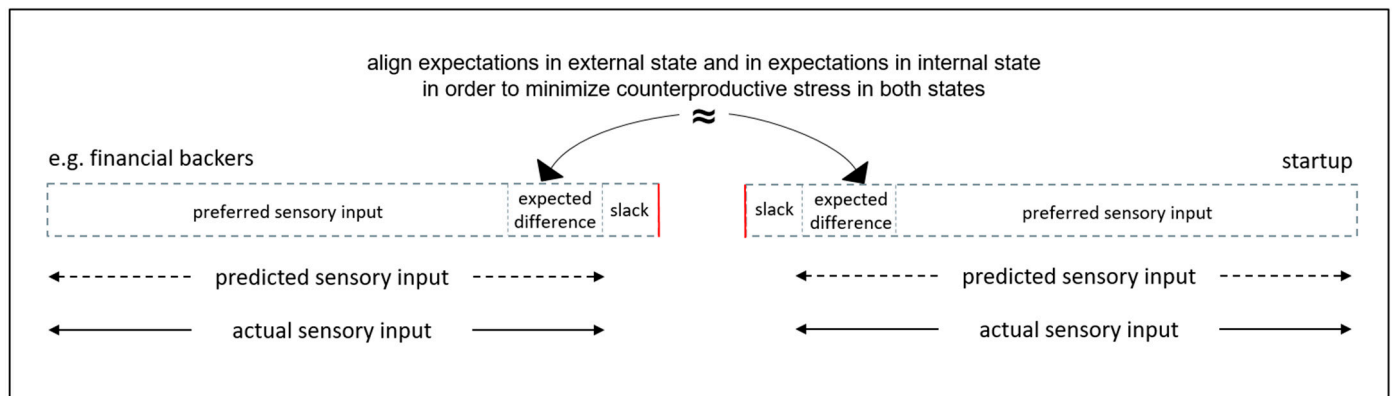 align expectations in external state and in expectations in internal state
in order to minimize counterproductive stress in both states
≈
e.g. financial backers
startup
preferred sensory input
expected
difference
slack
slack
expected
difference
preferred sensory input
predicted sensory input
predicted sensory input
actual sensory input
actual sensory input